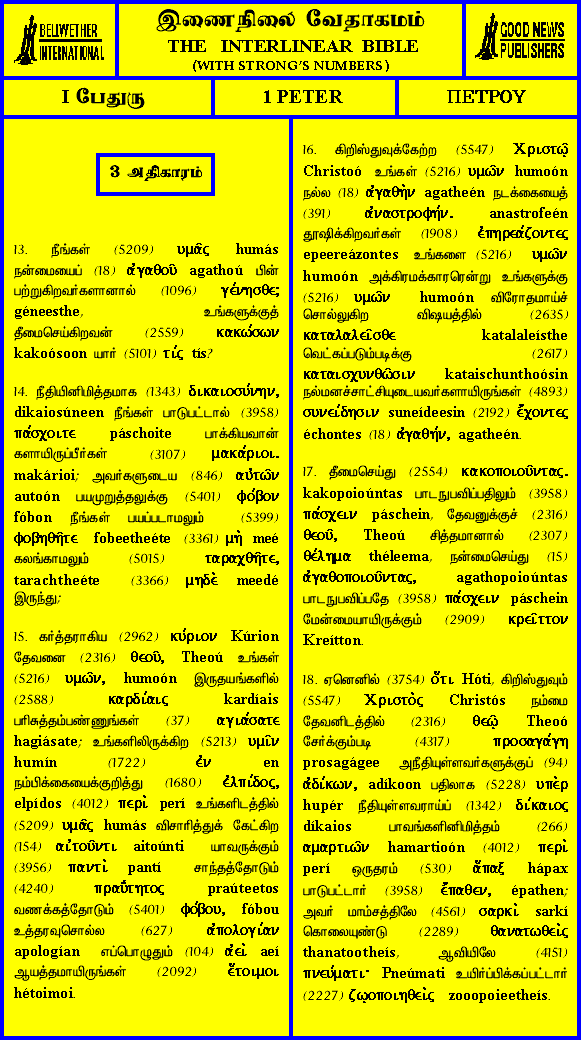 BELLWETHER
INTERNATIONAL
இணைநிலை வேதாகமம்
THE INTERLINEAR BIBLE
(WITH STRONG'S NUMBERS)
GOOD NEWS
PUBLISHERS
I பேதுரு
1 PETER
ΠΕΤΡΟΥ
3 அதிகாரம்
13. நீங்கள் (5209) υμᾶς humás
நன்மையைப் (18) ἀγαθοῦ agathoú பின்
பற்றுகிறவர்களானால் (1096) γένησθε;
géneesthe, உங்களுக்குத்
தீமைசெய்கிறவன் (2559) κακώσων
kakoósoon யார் (5101) τίς tís?
14. நீதியினிமித்தமாக (1343) δικαιοσύνην,
dikaiosúneen நீங்கள் பாடுபட்டால் (3958)
πάσχοιτε páschoite பாக்கியவான்
களாயிருப்பீர்கள் (3107) μακάριοι.
makárioi; அவர்களுடைய (846) αὐτῶν
autoón பயமுறுத்தலுக்கு (5401) φόβον
fóbon நீங்கள் பயப்படாமலும் (5399)
φοβηθῆτε fobeetheéte (3361) μὴ meé
கலங்காமலும் (5015) ταραχθῆτε,
tarachtheéte (3366) μηδὲ meedé
இருந்து;
15. கர்த்தராகிய (2962) κύριον Kúrion
தேவனை (2316) θεοῦ, Theoú உங்கள்
(5216) υμῶν, humoón இருதயங்களில்
(2588) καρδίαις kardíais
பரிசுத்தம்பண்ணுங்கள் (37) αγιάσατε
hagiásate; உங்களிலிருக்கிற (5213) υμῖν
humín (1722) ἐν en
நம்பிக்கையைக்குறித்து (1680) ἐλπίδος,
elpídos (4012) περὶ perí உங்களிடத்தில்
(5209) υμᾶς humás விசாரித்துக் கேட்கிற
(154) αἰτοῦντι aitoúnti யாவருக்கும்
(3956) παντὶ pantí சாந்தத்தோடும்
(4240) πραΰτητος praúteetos
வணக்கத்தோடும் (5401) φόβου, fóbou
உத்தரவுசொல்ல (627) ἀπολογίαν
apologían எப்பொழுதும் (104) ἀεὶ aeí
ஆயத்தமாயிருங்கள் (2092) ἕτοιμοι
hétoimoi.
16. கிறிஸ்துவுக்கேற்ற (5547) Χριστῷ
Christoó உங்கள் (5216) υμῶν humoón
நல்ல (18) ἀγαθὴν agatheén நடக்கையைத்
(391) ἀναστροφήν. anastrofeén
தூஷிக்கிறவர்கள் (1908) ἐπηρεάζοντες
epeereázontes உங்களை (5216) υμῶν
humoón அக்கிரமக்காரரென்று உங்களுக்கு
(5216) υμῶν humoón விரோதமாய்ச்
சொல்லுகிற விஷயத்தில் (2635)
καταλαλεῖσθε katalaleísthe
வெட்கப்படும்படிக்கு (2617)
καταισχυνθῶσιν kataischunthoósin
நல்மனச்சாட்சியுடையவர்களாயிருங்கள் (4893)
συνείδησιν suneídeesin (2192) ἔχοντες
échontes (18) ἀγαθήν, agatheén.
17. தீமைசெய்து (2554) κακοποιοῦντας.
kakopoioúntas பாடநுபவிப்பதிலும் (3958)
πάσχειν páschein, தேவனுக்குச் (2316)
θεοῦ, Theoú சித்தமானால் (2307)
θέλημα théleema, நன்மைசெய்து (15)
ἀγαθοποιοῦντας, agathopoioúntas
பாடநுபவிப்பதே (3958) πάσχειν páschein
மேன்மையாயிருக்கும் (2909) κρεῖττον
Kreítton.
18. ஏனெனில் (3754) ὅτι Hóti, கிறிஸ்துவும்
(5547) Χριστὸς Christós நம்மை
தேவனிடத்தில் (2316) θεῷ Theoó
சேர்க்கும்படி (4317) προσαγάγη
prosagágee அநீதியுள்ளவர்களுக்குப் (94)
ἀδίκων, adíkoon பதிலாக (5228) υπὲρ
hupér நீதியுள்ளவராய்ப் (1342) δίκαιος
díkaios பாவங்களினிமித்தம் (266)
αμαρτιῶν hamartioón (4012) περὶ
perí ஒருதரம் (530) ἅπαξ hápax
பாடுபட்டார் (3958) ἔπαθεν, épathen;
அவர் மாம்சத்திலே (4561) σαρκὶ sarkí
கொலையுண்டு (2289) θανατωθεὶς
thanatootheís, ஆவியிலே (4151)
πνεύματι· Pneúmati உயிர்ப்பிக்கப்பட்டார்
(2227) ζῳοποιηθεὶς zooopoieetheís.